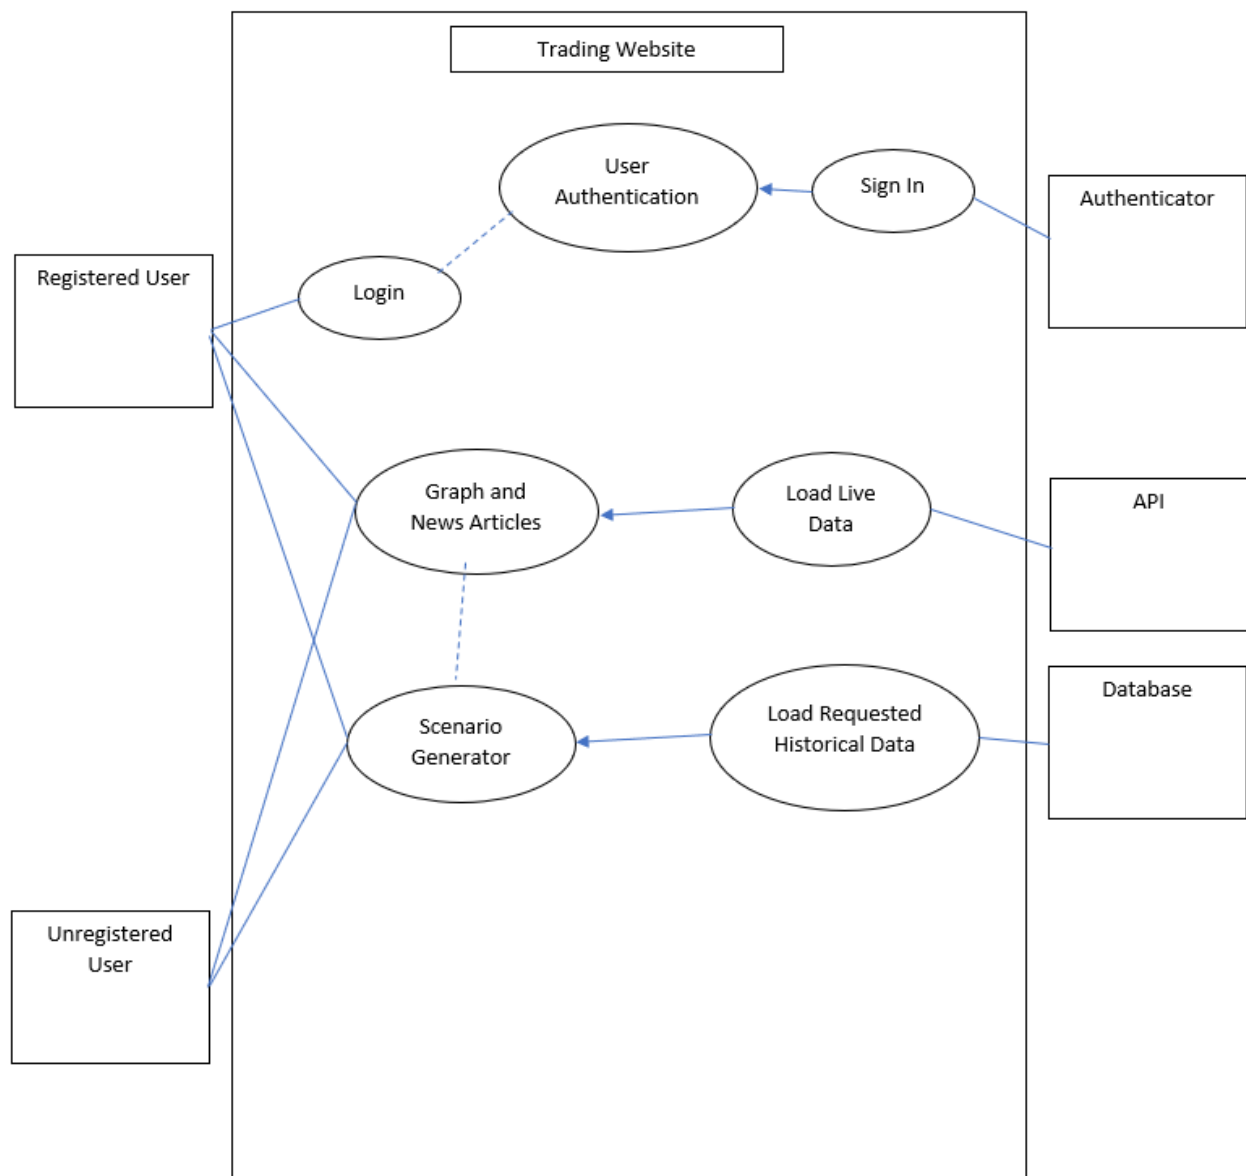 Trading Website
User
Authentication
Sign In
Authenticator
Registered User
Login
Graph and
News Articles
Load Live
Data
API
Scenario
Generator
Load Requested
Historical Data
Database
Unregistered
User